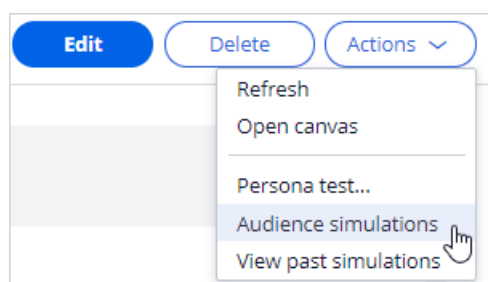 Edit Delete Actions
Refresh
Open canvas
Persona test...
Audience simulations
View past simulations